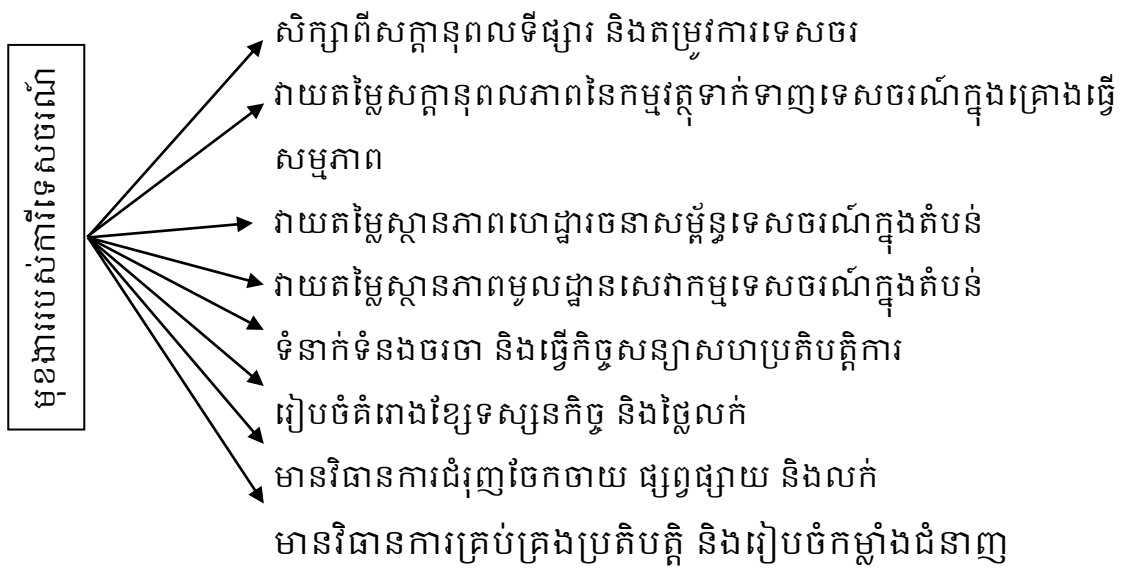 មុខងាររបស់ភារីទេសចរណ៍
សិក្សាពីសក្តានុពលទីផ្សារ និងតម្រូវការទេសចរ
វាយតម្លៃសក្តានុពលភាពនៃកម្មវត្ថុទាក់ទាញទេសចរណ៍ក្នុងគ្រោងធ្វើ
សម្មភាព
វាយតម្លៃស្ថានភាពហេដ្ឋារចនាសម្ព័ន្ធទេសចរណ៍ក្នុងតំបន់
វាយតម្លៃស្ថានភាពមូលដ្ឋានសេវាកម្មទេសចរណ៍ក្នុងតំបន់
ទំនាក់ទំនងចរចា និងធ្វើកិច្ចសន្យាសហប្រតិបត្តិការ
រៀបចំគំរោងខ្សែទស្សនកិច្ច និងថ្លៃលក់
មានវិធានការជំរុញចែកចាយ ផ្សព្វផ្សាយ និងលក់
មានវិធានការគ្រប់គ្រងប្រតិបត្តិ និងរៀបចំកម្លាំងជំនាញ